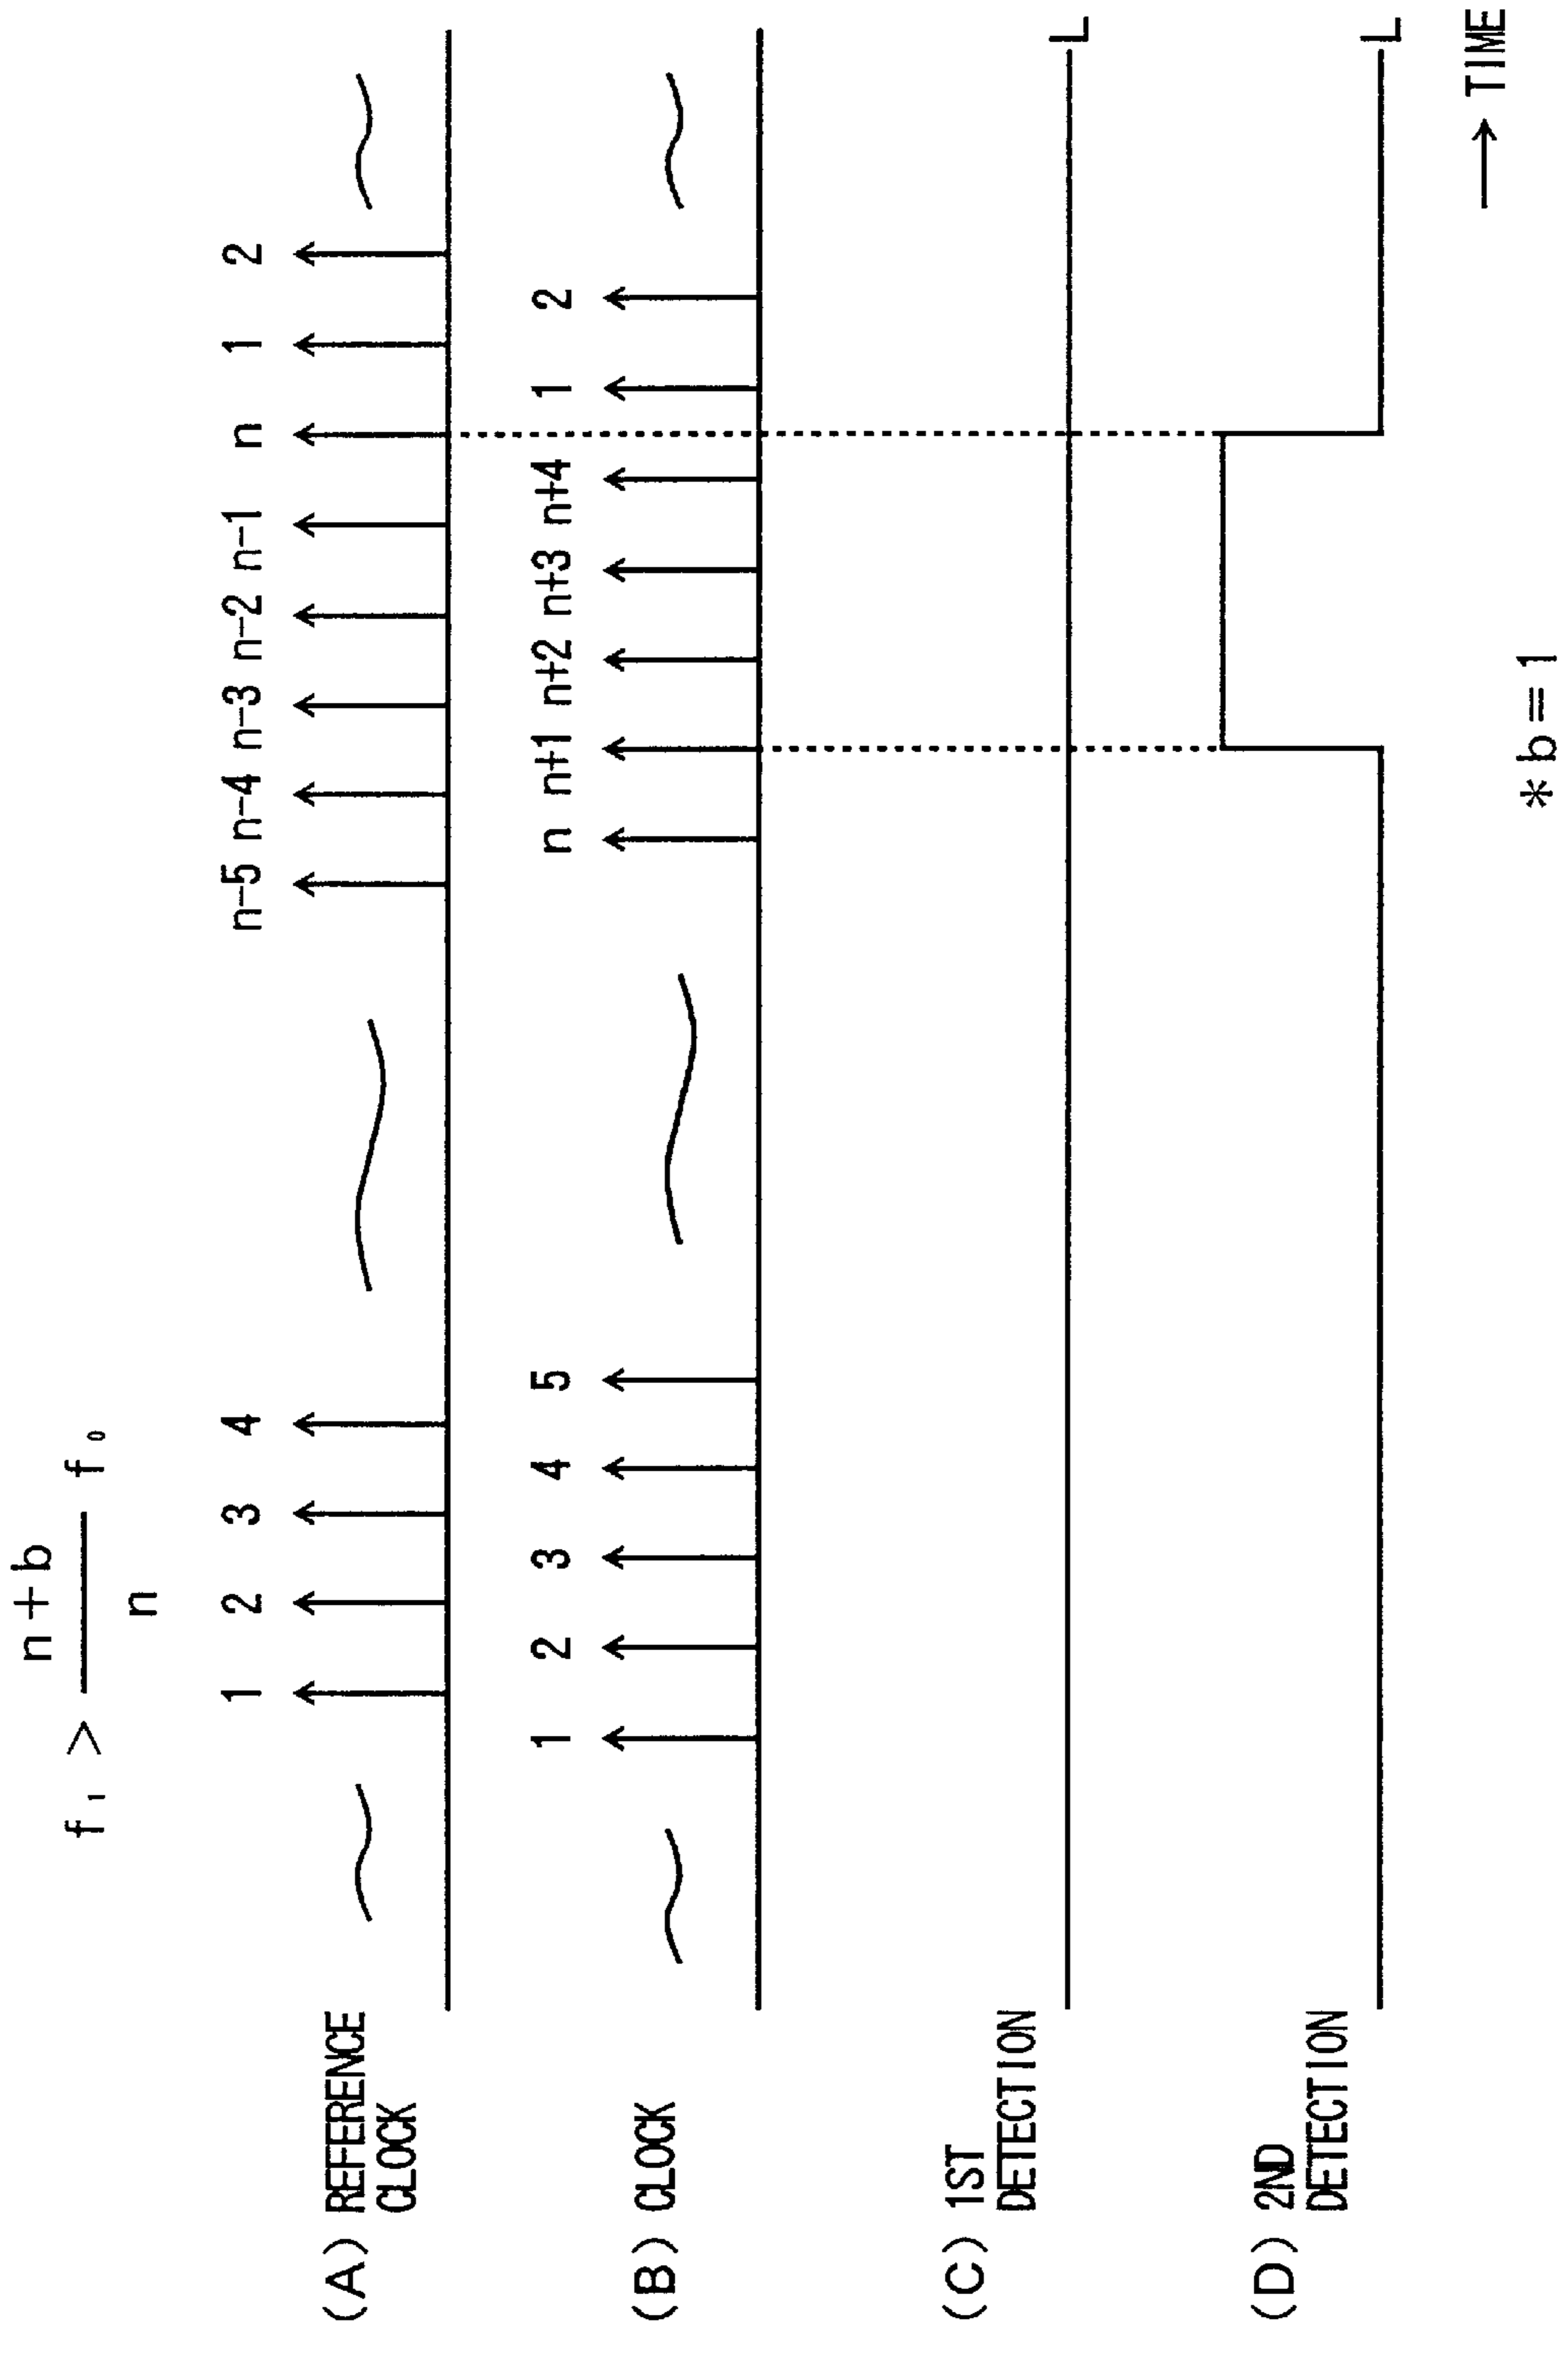 f₁ > (n+b)/n f₀
(A) REFERENCE CLOCK
1 2 3 4 n-5 n-4 n-3 n-2 n-1 n 1 2
(B) CLOCK
1 2 3 4 5 n n+1 n+2 n+3 n+4 1 2
(C) 1ST DETECTION
L
(D) 2ND DETECTION
L
→ TIME
* b = 1